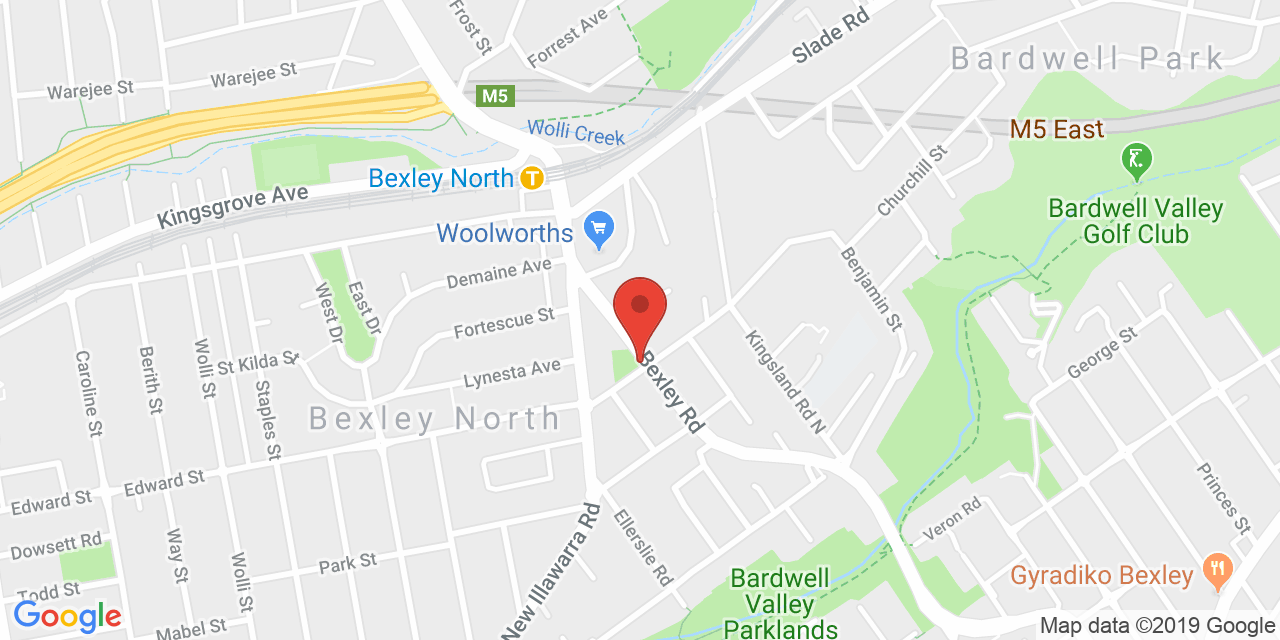 Frost St
Forrest Ave
Slade Rd
Bardwell Park
Warejee St
Warejee St
M5
Wolli Creek
M5 East
Bexley North
T
Churchill St
Kingsgrove Ave
Bardwell Valley
Golf Club
Woolworths
Demaine Ave
Benjamin St
West Dr
East Dr
Fortescue St
George St
Kingsland Rd N
Caroline St
Berith St
Wolli St
St Kilda St
Staples St
Lynesta Ave
Bexley Rd
Bexley North
Edward St
Edward St
Princes St
Veron Rd
New Illawarra Rd
Ellerslie Rd
Dowsett Rd
Way St
Wolli St
Park St
Bardwell
Valley
Parklands
Gyradiko Bexley
Todd St
Google
Mabel St
Map data ©2019 Google